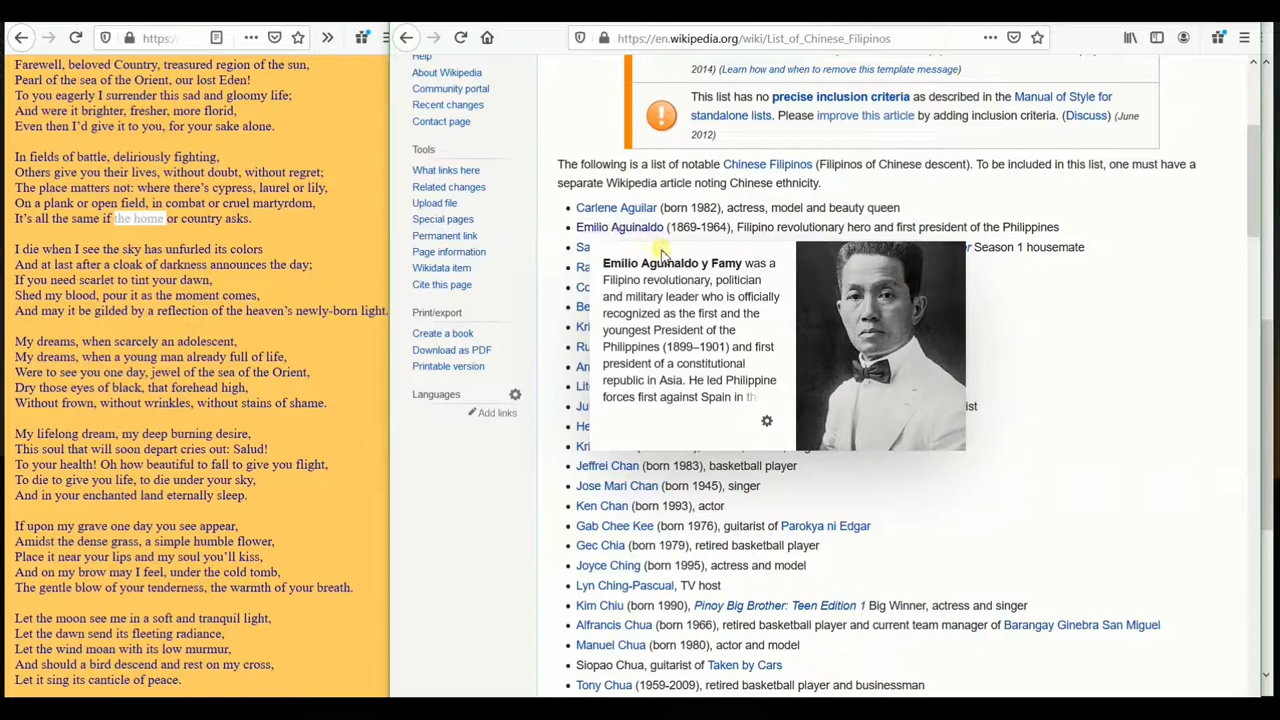 https://
Farewell, beloved Country, treasured region of the sun,
Pearl of the sea of the Orient, our lost Eden!
To you eagerly I surrender this sad and gloomy life;
And were it brighter, fresher, more florid,
Even then I'd give it to you, for your sake alone.
In fields of battle, deliriously fighting,
Others give you their lives, without doubt, without regret;
The place matters not: where there's cypress, laurel or lily,
On a plank or open field, in combat or cruel martyrdom,
It's all the same if the home or country asks.
I die when I see the sky has unfurled its colors
And at last after a cloak of darkness announces the day;
If you need scarlet to tint your dawn,
Shed my blood, pour it as the moment comes,
And may it be gilded by a reflection of the heaven's newly-born light.
My dreams, when scarcely an adolescent,
My dreams, when a young man already full of life,
Were to see you one day, jewel of the sea of the Orient,
Dry those eyes of black, that forehead high,
Without frown, without wrinkles, without stains of shame.
My lifelong dream, my deep burning desire,
This soul that will soon depart cries out: Salud!
To your health! Oh how beautiful to fall to give you flight,
To die to give you life, to die under your sky,
And in your enchanted land eternally sleep.
If upon my grave one day you see appear,
Amidst the dense grass, a simple humble flower,
Place it near your lips and my soul you'll kiss,
And on my brow may I feel, under the cold tomb,
The gentle blow of your tenderness, the warmth of your breath.
Let the moon see me in a soft and tranquil light,
Let the dawn send its fleeting radiance,
Let the wind moan with its low murmur,
And should a bird descend and rest on my cross,
Let it sing its canticle of peace.
https://en.wikipedia.org/wiki/List_of_Chinese_Filipinos
Help
About Wikipedia
Community portal
Recent changes
Contact page
Tools
What links here
Related changes
Upload file
Special pages
Permanent link
Page information
Wikidata item
Cite this page
Print/export
Create a book
Download as PDF
Printable version
Languages
Add links
2014) (Learn how and when to remove this template message)
This list has no precise inclusion criteria as described in the Manual of Style for
standalone lists. Please improve this article by adding inclusion criteria. (Discuss) (June
2012)
The following is a list of notable Chinese Filipinos (Filipinos of Chinese descent). To be included in this list, one must have a
separate Wikipedia article noting Chinese ethnicity.
Carlene Aguilar (born 1982), actress, model and beauty queen
Emilio Aguinaldo (1869-1964), Filipino revolutionary hero and first president of the Philippines
Season 1 housemate
Emilio Aguinaldo y Famy was a
Filipino revolutionary, politician
and military leader who is officially
recognized as the first and the
youngest President of the
Philippines (1899–1901) and first
president of a constitutional
republic in Asia. He led Philippine
forces first against Spain in th
Jeffrei Chan (born 1983), basketball player
Jose Mari Chan (born 1945), singer
Ken Chan (born 1993), actor
Gab Chee Kee (born 1976), guitarist of Parokya ni Edgar
Gec Chia (born 1979), retired basketball player
Joyce Ching (born 1995), actress and model
Lyn Ching-Pascual, TV host
Kim Chiu (born 1990), Pinoy Big Brother: Teen Edition 1 Big Winner, actress and singer
Alfrancis Chua (born 1966), retired basketball player and current team manager of Barangay Ginebra San Miguel
Manuel Chua (born 1980), actor and model
Siopao Chua, guitarist of Taken by Cars
Tony Chua (1959-2009), retired basketball player and businessman